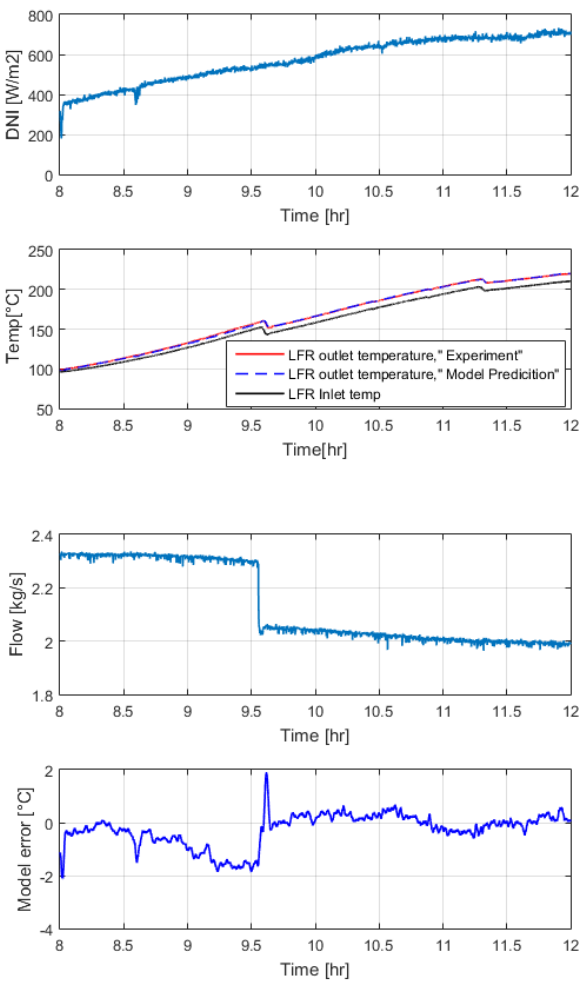 800
600
400
200
0
DNI [W/m2]
8 8.5 9 9.5 10 10.5 11 11.5 12
Time [hr]
250
200
150
100
50
Temp[°C]
LFR outlet temperature," Experiment"
LFR outlet temperature," Model Predicition"
LFR Inlet temp
8 8.5 9 9.5 10 10.5 11 11.5 12
Time[hr]
2.4
2.2
2
1.8
Flow [kg/s]
8 8.5 9 9.5 10 10.5 11 11.5 12
Time [hr]
2
0
-2
-4
Model error [°C]
8 8.5 9 9.5 10 10.5 11 11.5 12
Time [hr]